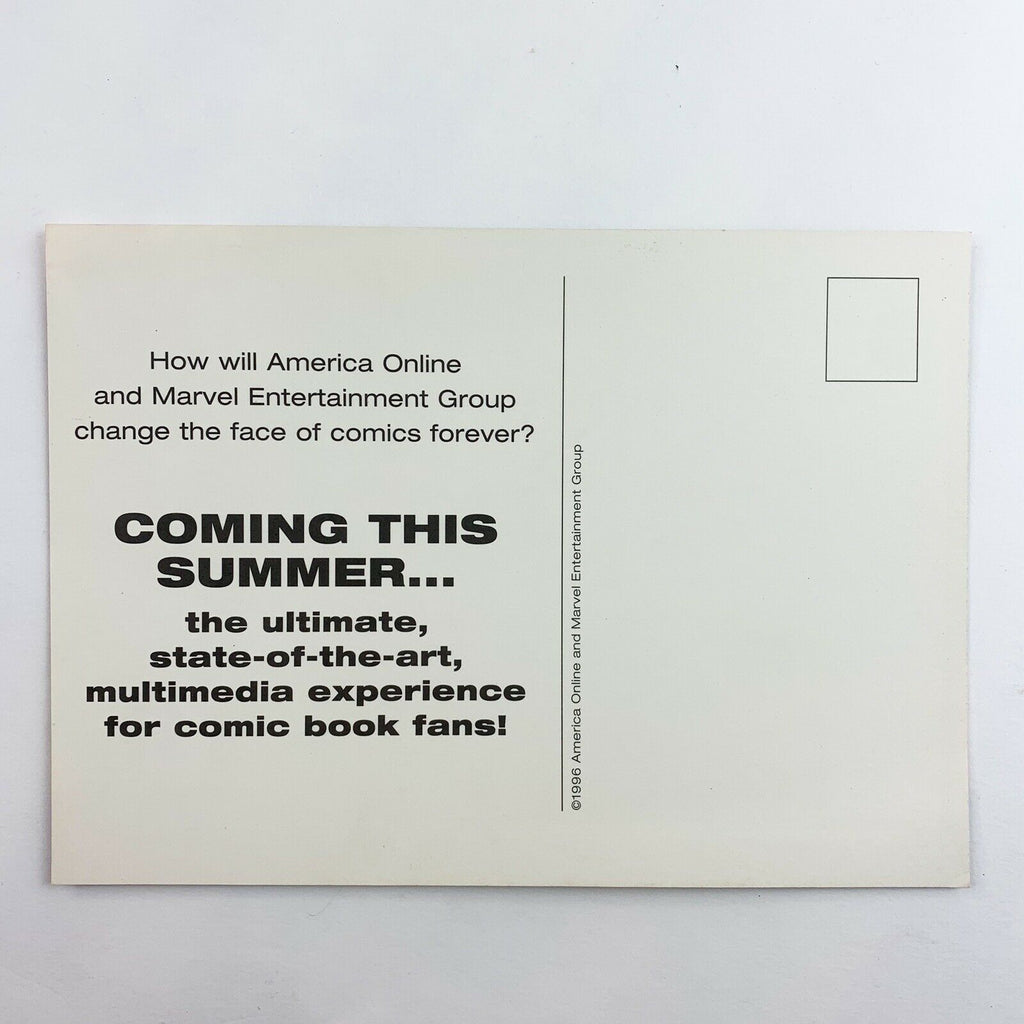 How will America Online
and Marvel Entertainment Group
change the face of comics forever?
COMING THIS
SUMMER...
the ultimate,
state-of-the-art,
multimedia experience
for comic book fans!
©1996 America Online and Marvel Entertainment Group